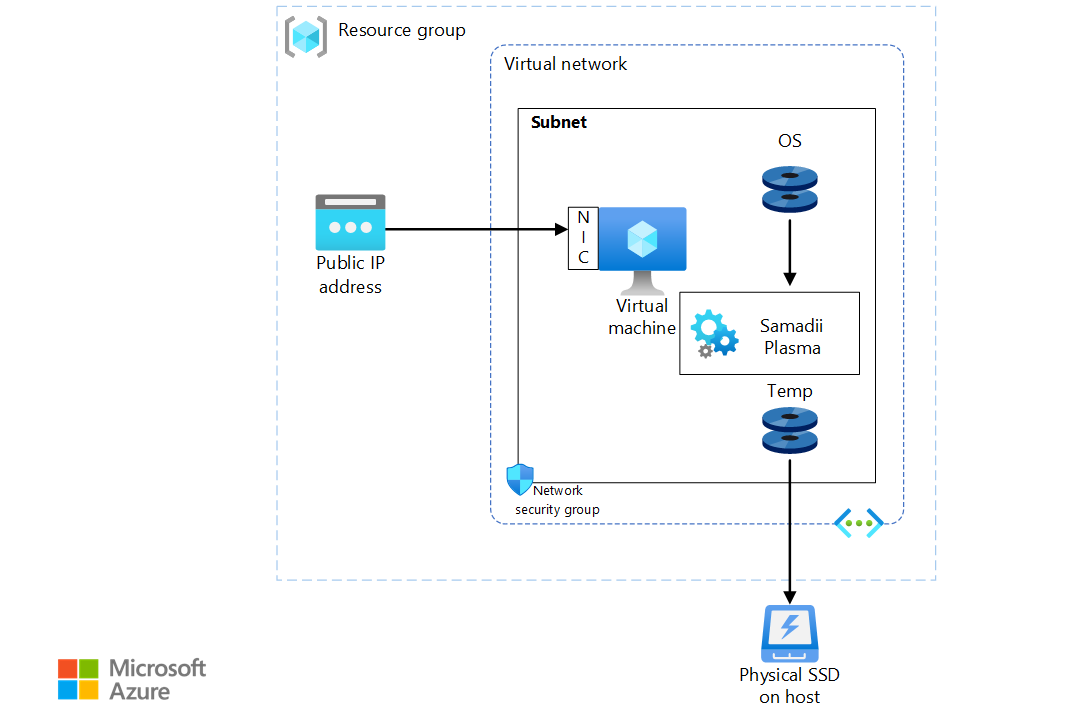 Resource group
Virtual network
Subnet
OS
N
I
C
Public IP
address
Virtual
machine
Samadii
Plasma
Temp
Network
security group
Physical SSD
on host
Microsoft
Azure